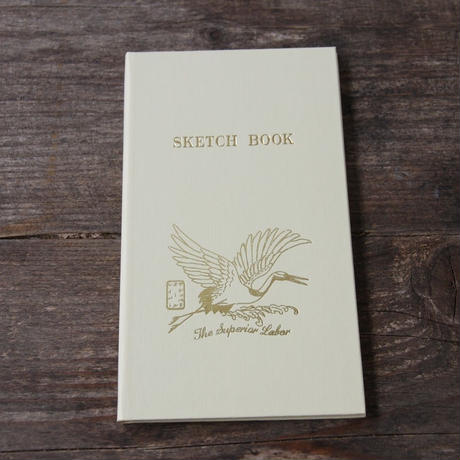 SKETCH BOOK
The Superior Labor